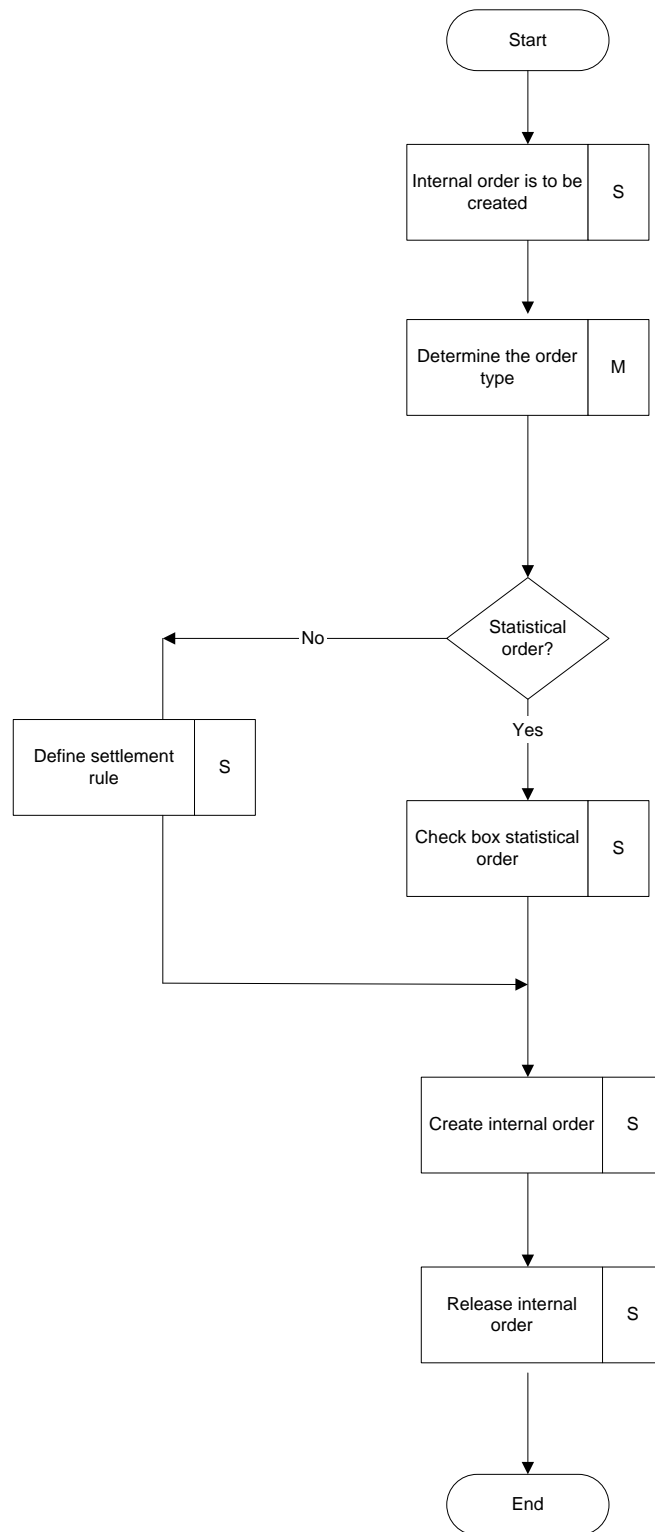 Start
Internal order is to be
created
S
Determine the order
type
M
Statistical
order?
No
Yes
Define settlement
rule
S
Check box statistical
order
S
Create internal order
S
Release internal
order
S
End